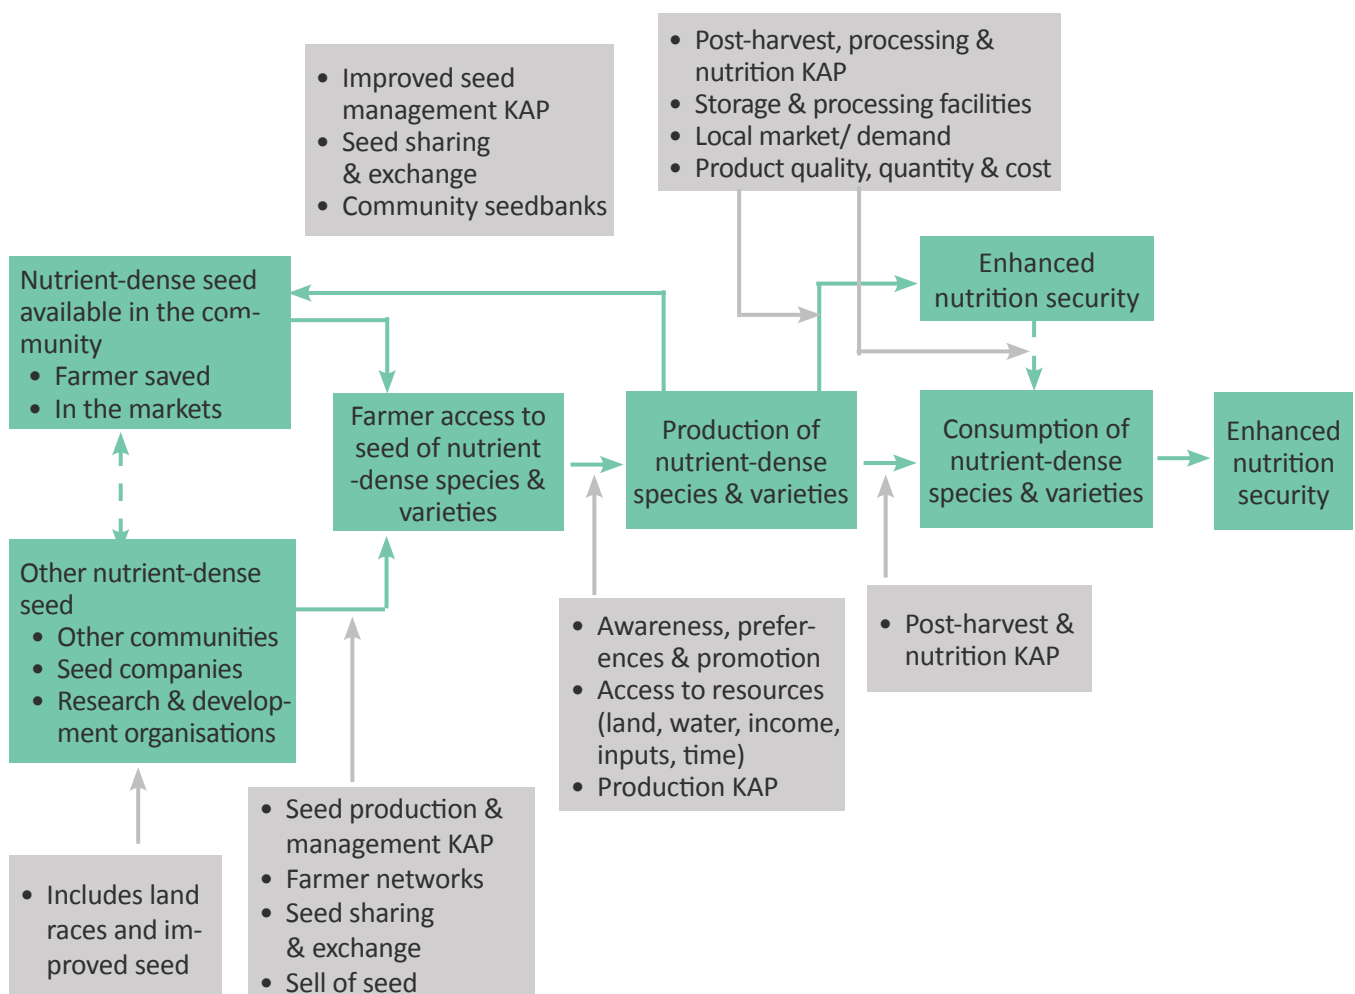 • Improved seed
management KAP
• Seed sharing
& exchange
• Community seedbanks
• Post-harvest, processing &
nutrition KAP
• Storage & processing facilities
• Local market/ demand
• Product quality, quantity & cost
Nutrient-dense seed
available in the com-
munity
• Farmer saved
• In the markets
Enhanced
nutrition security
Farmer access to
seed of nutrient
-dense species &
varieties
Production of
nutrient-dense
species & varieties
Consumption of
nutrient-dense
species & varieties
Enhanced
nutrition
security
Other nutrient-dense
seed
• Other communities
• Seed companies
• Research & develop-
ment organisations
• Awareness, prefer-
ences & promotion
• Access to resources
(land, water, income,
inputs, time)
• Production KAP
• Post-harvest &
nutrition KAP
• Includes land
races and im-
proved seed
• Seed production &
management KAP
• Farmer networks
• Seed sharing
& exchange
• Sell of seed